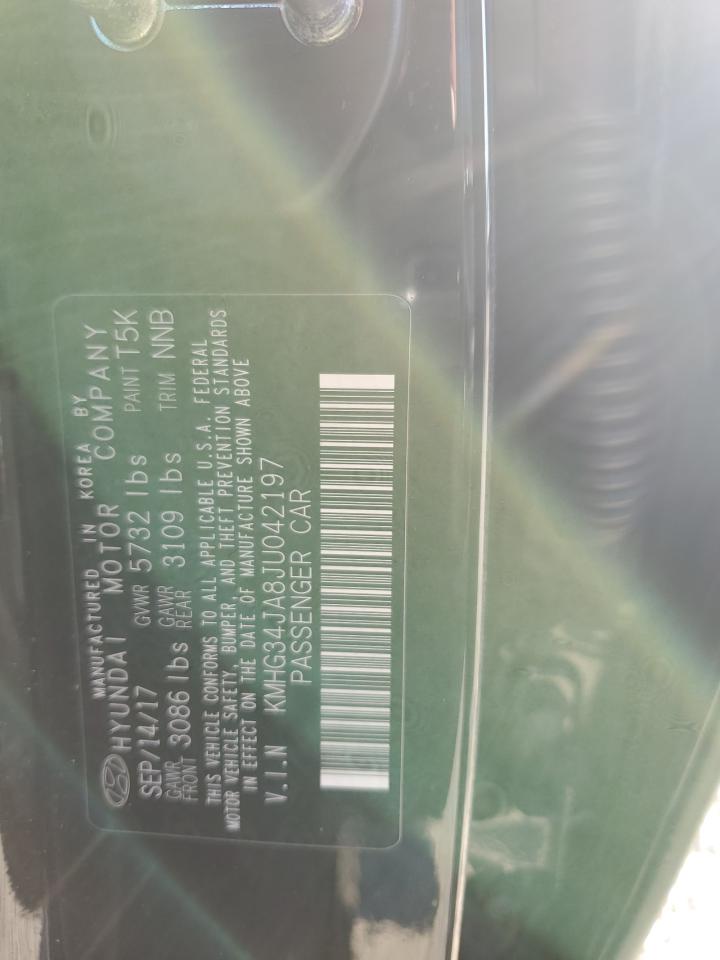 MANUFACTURED IN KOREA BY
HYUNDAI MOTOR COMPANY
SEP/14/17 GVWR 5732 lbs PAINT T5K
GAWR FRONT 3086 lbs GAWR REAR 3109 lbs TRIM NNB
THIS VEHICLE CONFORMS TO ALL APPLICABLE U.S.A. FEDERAL
MOTOR VEHICLE SAFETY, BUMPER, AND THEFT PREVENTION STANDARDS
IN EFFECT ON THE DATE OF MANUFACTURE SHOWN ABOVE
V.I.N KMHG34JA8JU042197
PASSENGER CAR